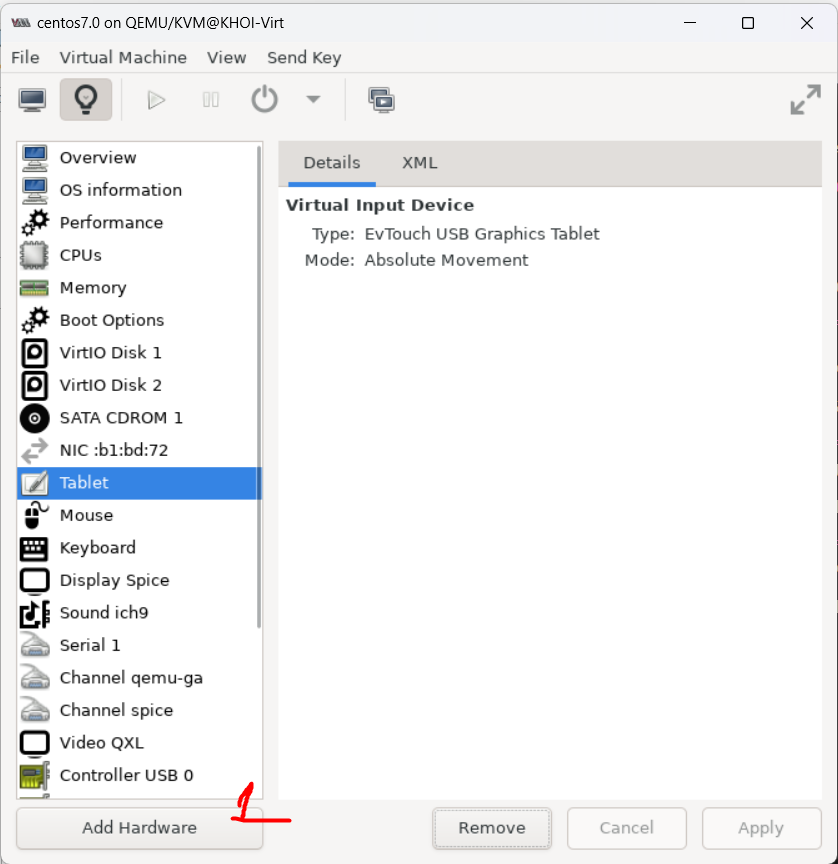 centos7.0 on QEMU/KVM@KHOI-Virt
File Virtual Machine View Send Key
Overview
OS information
Performance
CPUs
Memory
Boot Options
VirtIO Disk 1
VirtIO Disk 2
SATA CDROM 1
NIC :b1:bd:72
Tablet
Mouse
Keyboard
Display Spice
Sound ich9
Serial 1
Channel qemu-ga
Channel spice
Video QXL
Controller USB 0
Add Hardware
1
Details XML
Virtual Input Device
Type: EvTouch USB Graphics Tablet
Mode: Absolute Movement
Remove Cancel Apply